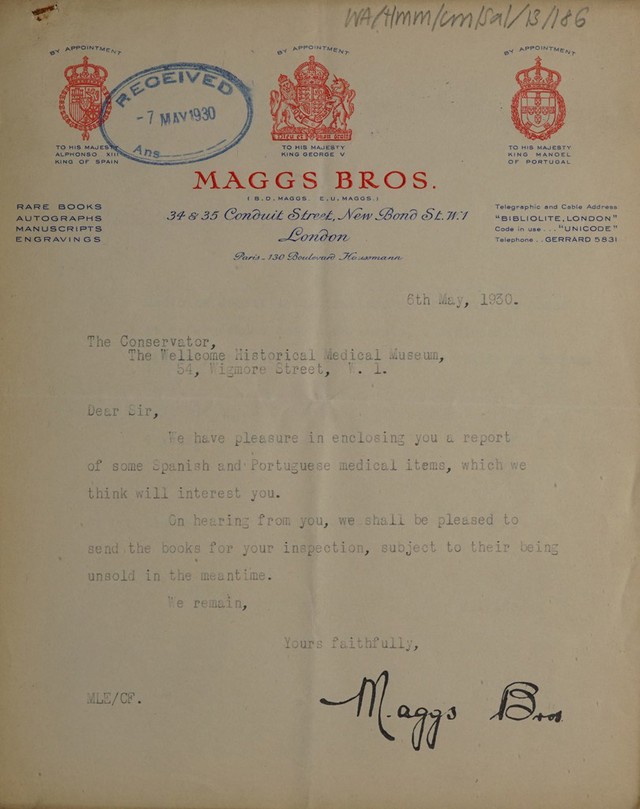 WA/Hmm/cm/Sal/13/186
BY APPOINTMENT
TO HIS MAJESTY
ALPHONSO XIII
KING OF SPAIN
RECEIVED
-7 MAY 1930
Ans
BY APPOINTMENT
TO HIS MAJESTY
KING GEORGE V
BY APPOINTMENT
TO HIS MAJESTY
KING MANOEL
OF PORTUGAL
MAGGS BROS.
(B.D. MAGGS. E.U. MAGGS.)
34 & 35 Conduit Street, New Bond St. W.1
London
Paris - 130 Boulevard Haussmann
RARE BOOKS
AUTOGRAPHS
MANUSCRIPTS
ENGRAVINGS
Telegraphic and Cable Address
"BIBLIOLITE, LONDON"
Code in use ... "UNICODE"
Telephone .. GERRARD 5831
6th May, 1930.
The Conservator,
The Wellcome Historical Medical Museum,
54, Wigmore Street, W. 1.
Dear Sir,
We have pleasure in enclosing you a report
of some Spanish and Portuguese medical items, which we
think will interest you.
On hearing from you, we shall be pleased to
send the books for your inspection, subject to their being
unsold in the meantime.
We remain,
Yours faithfully,
MLE/CF.
Maggs Bros